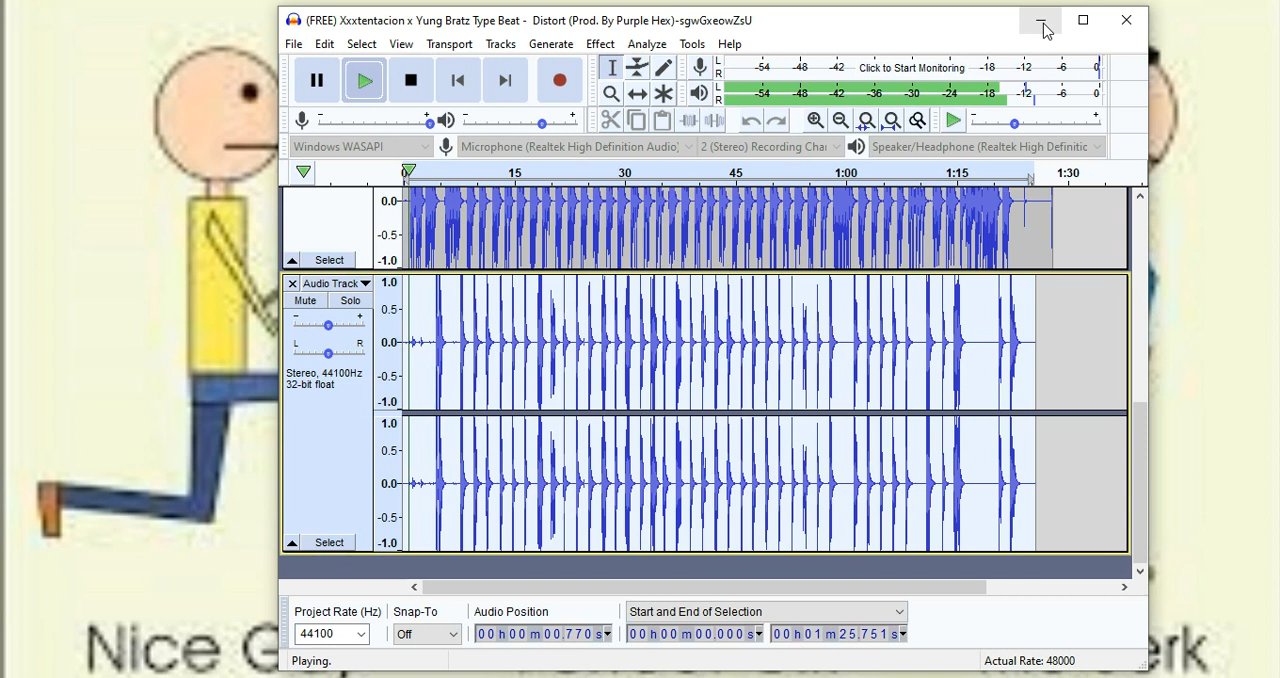 (FREE) Xxxtentacion x Yung Bratz Type Beat - Distort (Prod. By Purple Hex)-sgwGxeowZsU
File Edit Select View Transport Tracks Generate Effect Analyze Tools Help
L -54 -48 -42 Click to Start Monitoring -18 -12 -6 0
R
L -54 -48 -42 -36 -30 -24 -18 -12 -6 0
R
Windows WASAPI Microphone (Realtek High Definition Audio) 2 (Stereo) Recording Char Speaker/Headphone (Realtek High Definitic
0 15 30 45 1:00 1:15 1:30
0.0
-0.5
-1.0
Select
Audio Track
Mute Solo
L R
Stereo, 44100Hz
32-bit float
1.0
0.5
0.0
-0.5
-1.0
1.0
0.5
0.0
-0.5
-1.0
Select
Project Rate (Hz) Snap-To Audio Position Start and End of Selection
44100 Off 00 h 00 m 00.770 s 00 h 00 m 00.000 s 00 h 01 m 25.751 s
Playing. Actual Rate: 48000
Nice